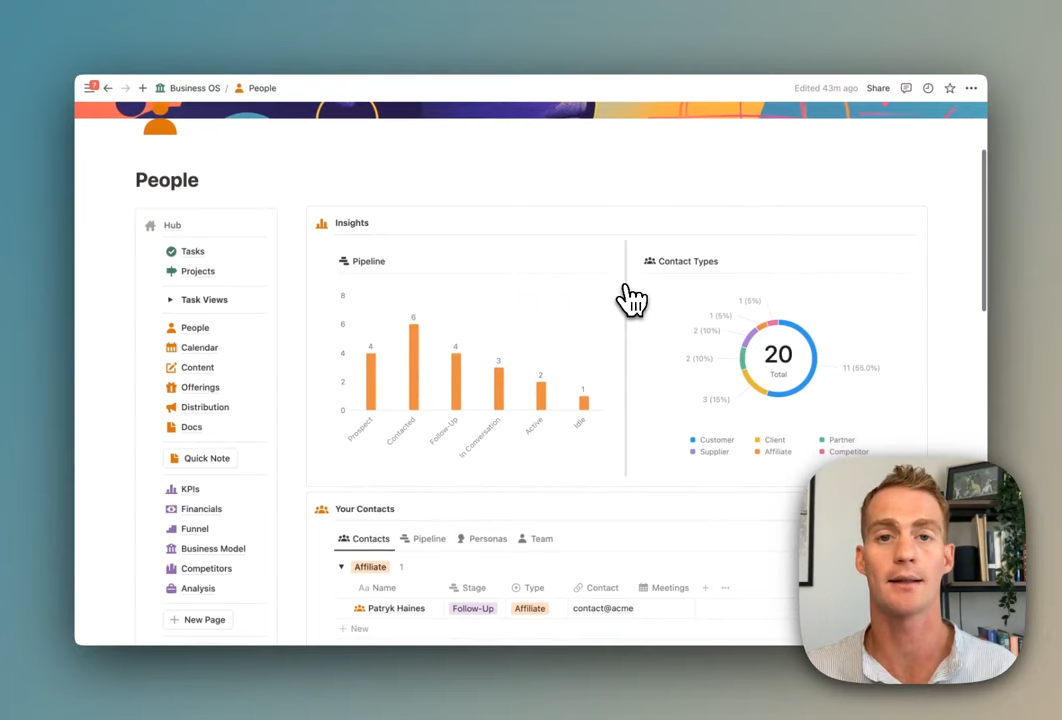 7
Business OS / People
Edited 43m ago Share
People
Hub
Tasks
Projects
Task Views
People
Calendar
Content
Offerings
Distribution
Docs
Quick Note
KPIs
Financials
Funnel
Business Model
Competitors
Analysis
+ New Page
Insights
Pipeline
8
6
4
2
0
4
6
4
3
2
1
Prospect
Contacted
Follow-Up
In Conversation
Active
Idle
Contact Types
1 (5%)
1 (5%)
2 (10%)
2 (10%)
3 (15%)
11 (55.0%)
20
Total
Customer Client Partner
Supplier Affiliate Competitor
Your Contacts
Contacts Pipeline Personas Team
Affiliate 1
Aa Name Stage Type Contact Meetings + •••
Patryk Haines Follow-Up Affiliate contact@acme
+ New